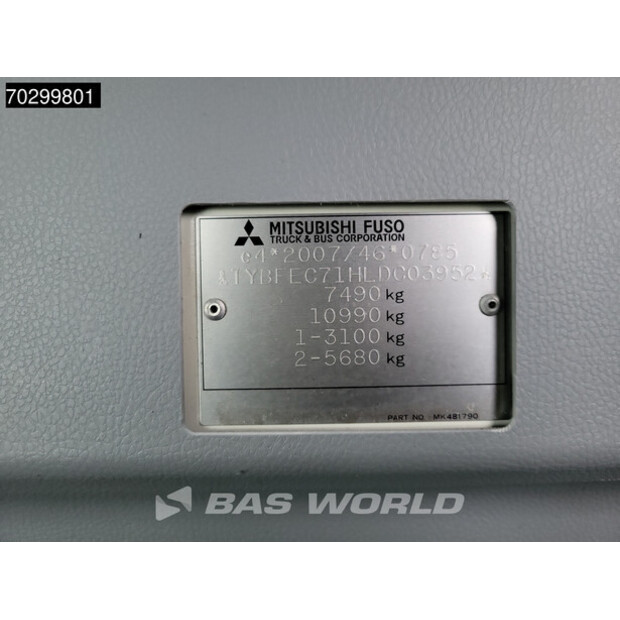 70299801
MITSUBISHI FUSO
TRUCK & BUS CORPORATION
e4*2007/46*0785
*TYBFEC71HLDC03952*
7490 kg
10990 kg
1-3100 kg
2-5680 kg
PART NO. MK481790
BAS WORLD